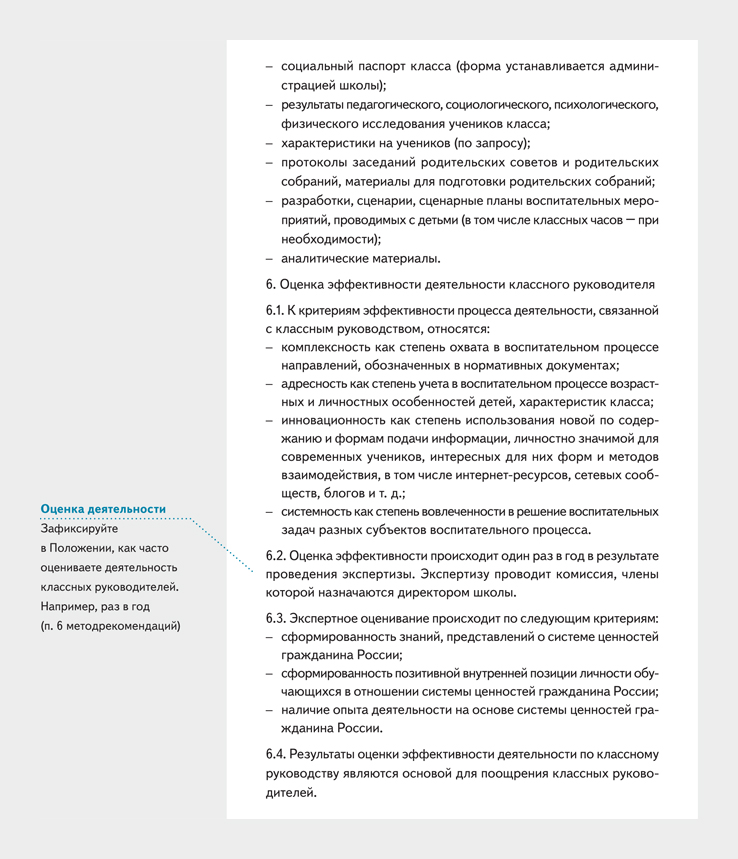 – социальный паспорт класса (форма устанавливается админи-
страцией школы);
– результаты педагогического, социологического, психологического,
физического исследования учеников класса;
– характеристики на учеников (по запросу);
– протоколы заседаний родительских советов и родительских
собраний, материалы для подготовки родительских собраний;
– разработки, сценарии, сценарные планы воспитательных меро-
приятий, проводимых с детьми (в том числе классных часов — при
необходимости);
– аналитические материалы.
6. Оценка эффективности деятельности классного руководителя
6.1. К критериям эффективности процесса деятельности, связанной
с классным руководством, относятся:
– комплексность как степень охвата в воспитательном процессе
направлений, обозначенных в нормативных документах;
– адресность как степень учета в воспитательном процессе возраст-
ных и личностных особенностей детей, характеристик класса;
– инновационность как степень использования новой по содер-
жанию и формам подачи информации, личностно значимой для
современных учеников, интересных для них форм и методов
взаимодействия, в том числе интернет-ресурсов, сетевых сооб-
ществ, блогов и т. д.;
– системность как степень вовлеченности в решение воспитательных
задач разных субъектов воспитательного процесса.
Оценка деятельности
Зафиксируйте
в Положении, как часто
оцениваете деятельность
классных руководителей.
Например, раз в год
(п. 6 методрекомендаций)
6.2. Оценка эффективности происходит один раз в год в результате
проведения экспертизы. Экспертизу проводит комиссия, члены
которой назначаются директором школы.
6.3. Экспертное оценивание происходит по следующим критериям:
– сформированность знаний, представлений о системе ценностей
гражданина России;
– сформированность позитивной внутренней позиции личности обу-
чающихся в отношении системы ценностей гражданина России;
– наличие опыта деятельности на основе системы ценностей гра-
жданина России.
6.4. Результаты оценки эффективности деятельности по классному
руководству являются основой для поощрения классных руково-
дителей.